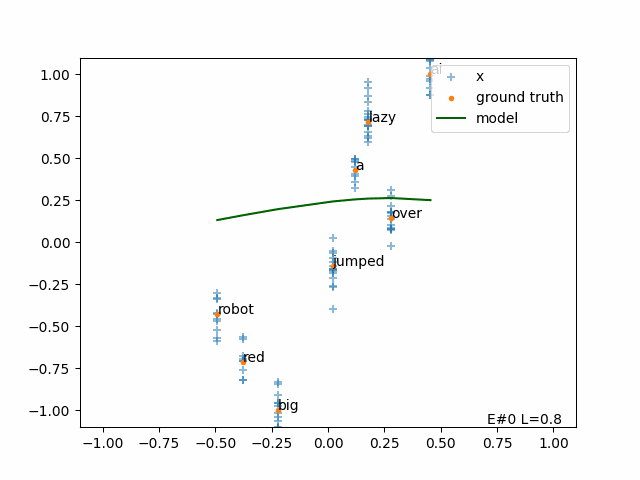 1.00
0.75
0.50
0.25
0.00
−0.25
−0.50
−0.75
−1.00
−1.00 −0.75 −0.50 −0.25 0.00 0.25 0.50 0.75 1.00
x
ground truth
model
ai
lazy
a
over
jumped
robot
red
big
E#0 L=0.8